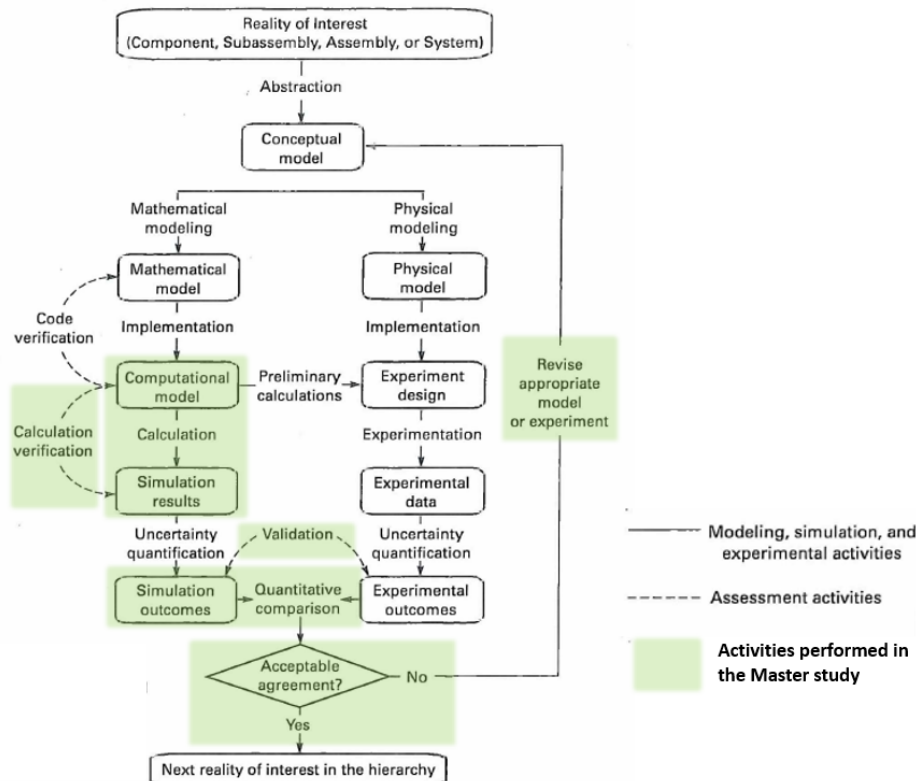 Reality of Interest
(Component, Subassembly, Assembly, or System)
Abstraction
Conceptual
model
Mathematical
modeling
Physical
modeling
Mathematical
model
Physical
model
Code
verification
Implementation
Implementation
Computational
model
Preliminary
calculations
Experiment
design
Revise
appropriate
model
or experiment
Calculation
verification
Calculation
Experimentation
Simulation
results
Experimental
data
Uncertainty
quantification
Validation
Uncertainty
quantification
Simulation
outcomes
Quantitative
comparison
Experimental
outcomes
Acceptable
agreement?
No
Yes
Next reality of interest in the hierarchy
Modeling, simulation, and
experimental activities
Assessment activities
Activities performed in
the Master study